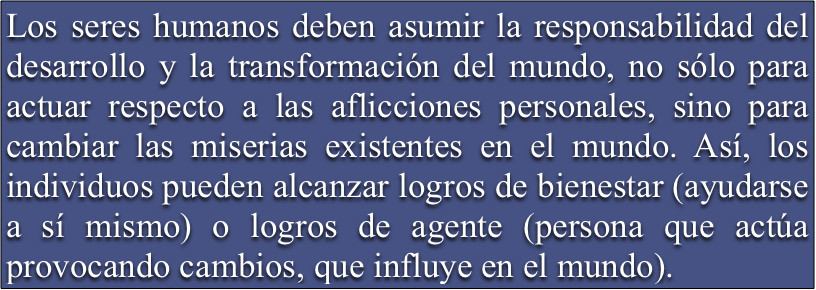 Los seres humanos deben asumir la responsabilidad del
desarrollo y la transformación del mundo, no sólo para
actuar respecto a las aflicciones personales, sino para
cambiar las miserias existentes en el mundo. Así, los
individuos pueden alcanzar logros de bienestar (ayudarse
a sí mismo) o logros de agente (persona que actúa
provocando cambios, que influye en el mundo).